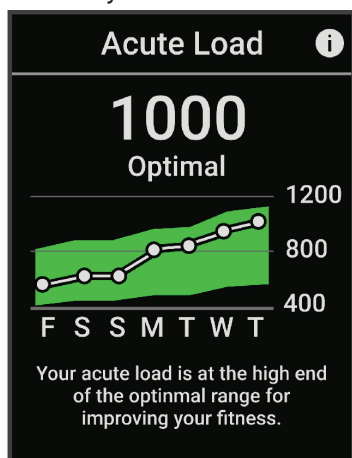 Acute Load i
1000
Optimal
1200
800
400
F S S M T W T
Your acute load is at the high end
of the optinmal range for
improving your fitness.